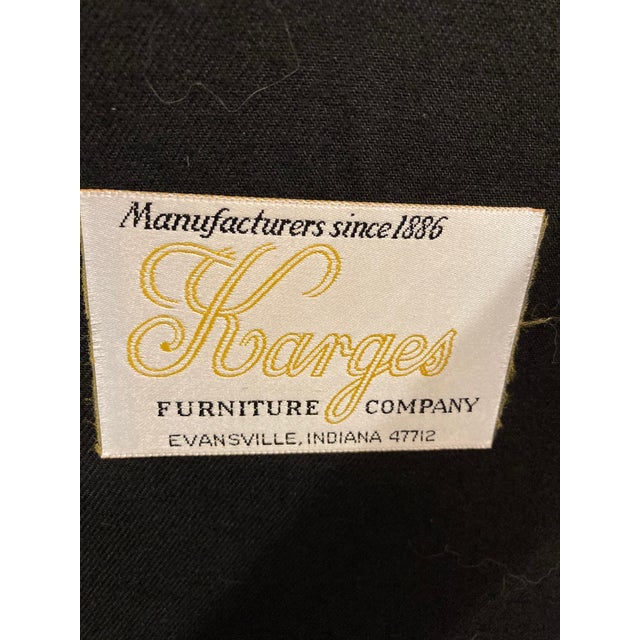 Manufacturers since 1886
Karges
FURNITURE COMPANY
EVANSVILLE, INDIANA 47712